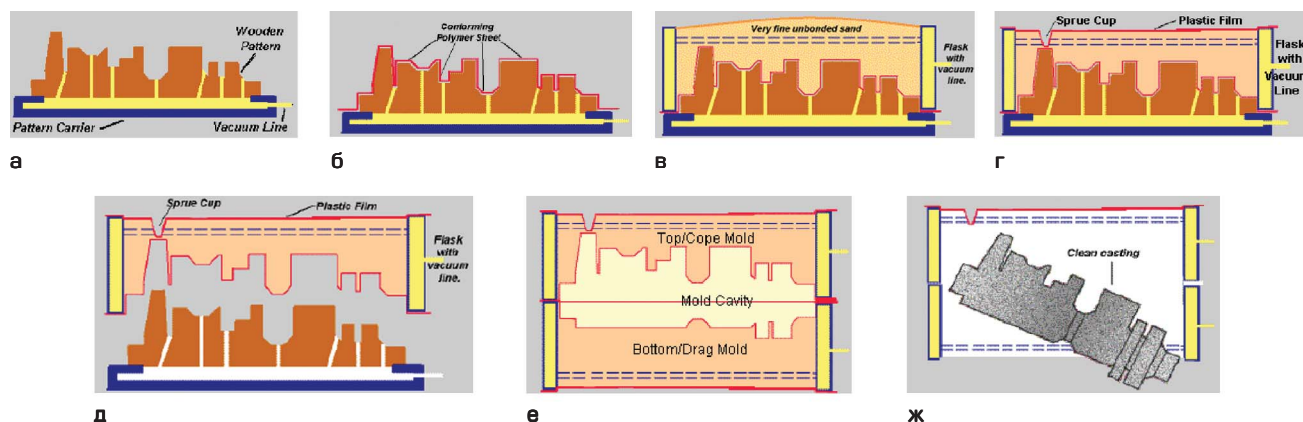 Wooden
Pattern
Pattern Carrier
Vacuum Line
а
Conforming
Polymer Sheet
б
Very fine unbonded sand
Flask
with
vacuum
line.
в
Sprue Cup
Plastic Film
Flask
with
Vacuum
Line
г
Sprue Cup
Plastic Film
Flask
with
vacuum
line.
д
Top/Cope Mold
Mold Cavity
Bottom/Drag Mold
е
Clean casting
ж